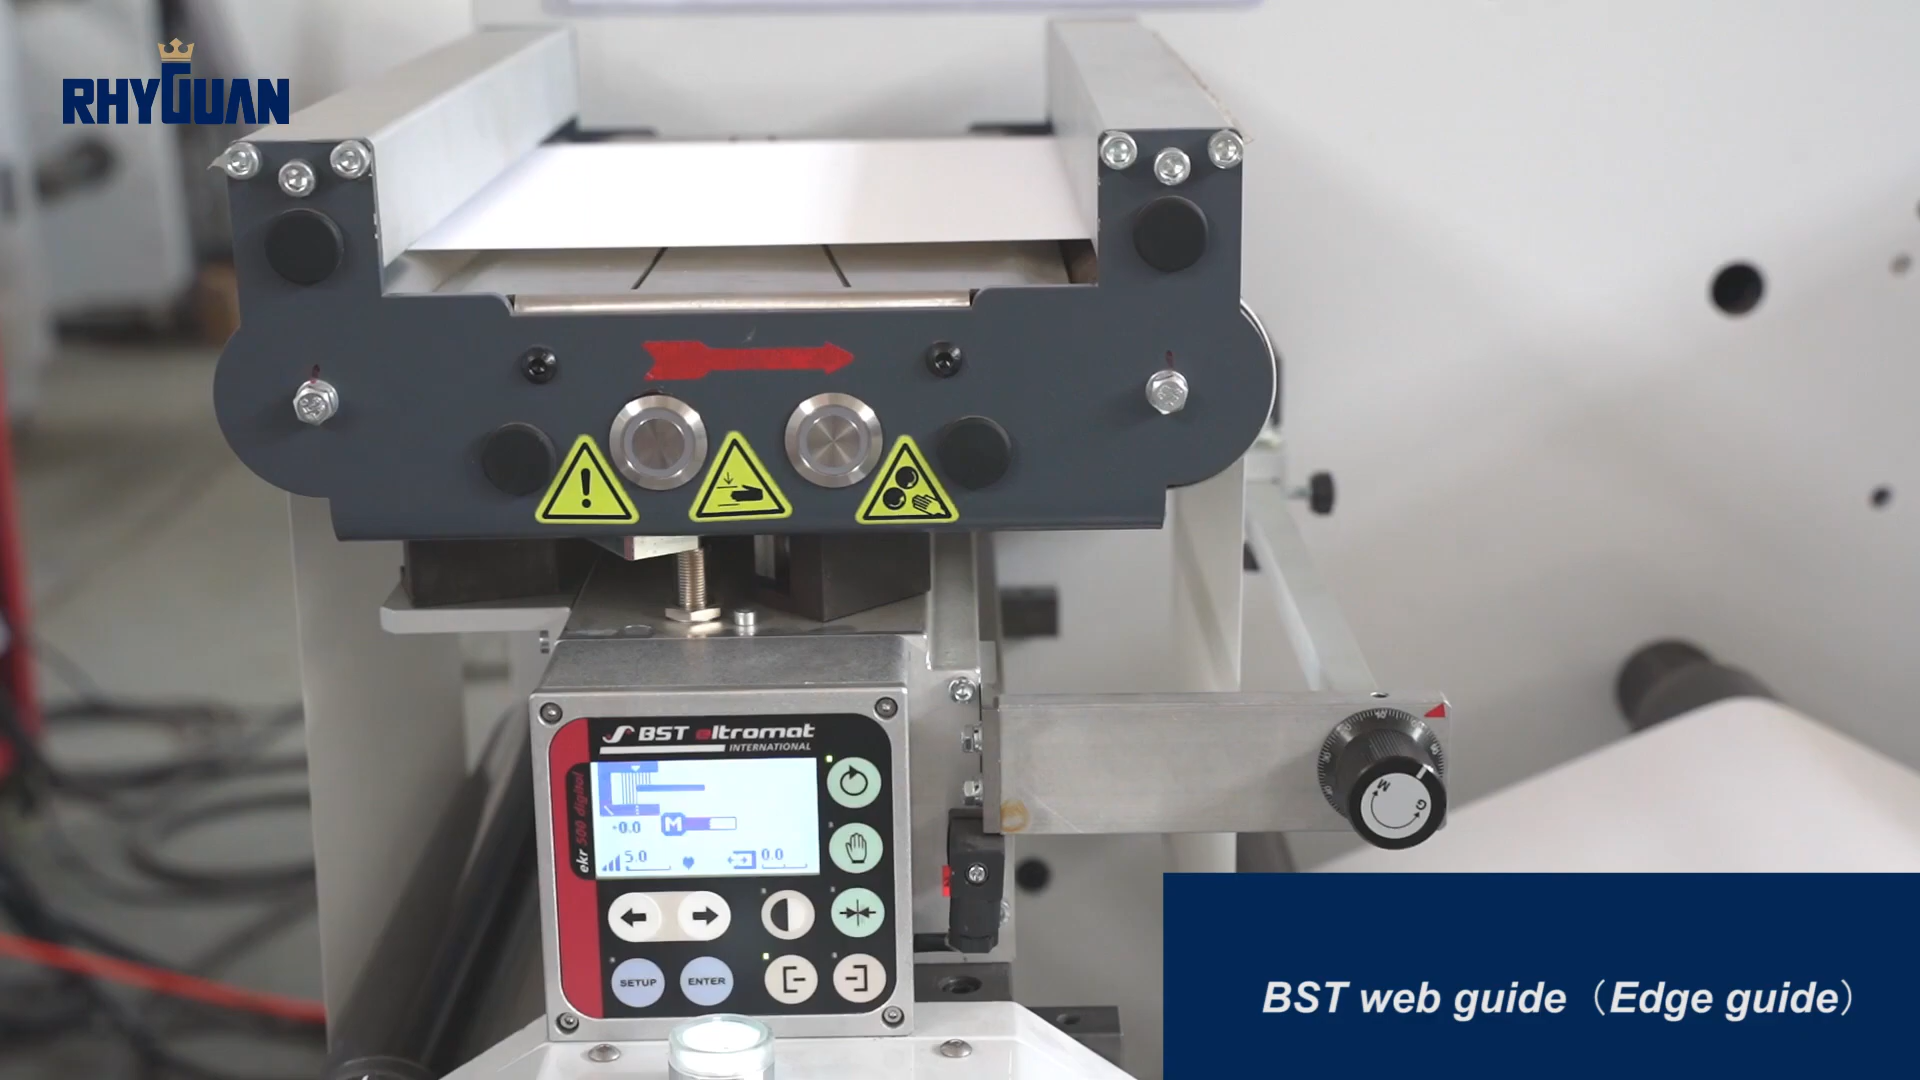 RHYGUAN
BST eltromat
INTERNATIONAL
ekr 500 digital
-0.0
M
5.0
0.0
SETUP
ENTER
M
G
BST web guide（Edge guide）